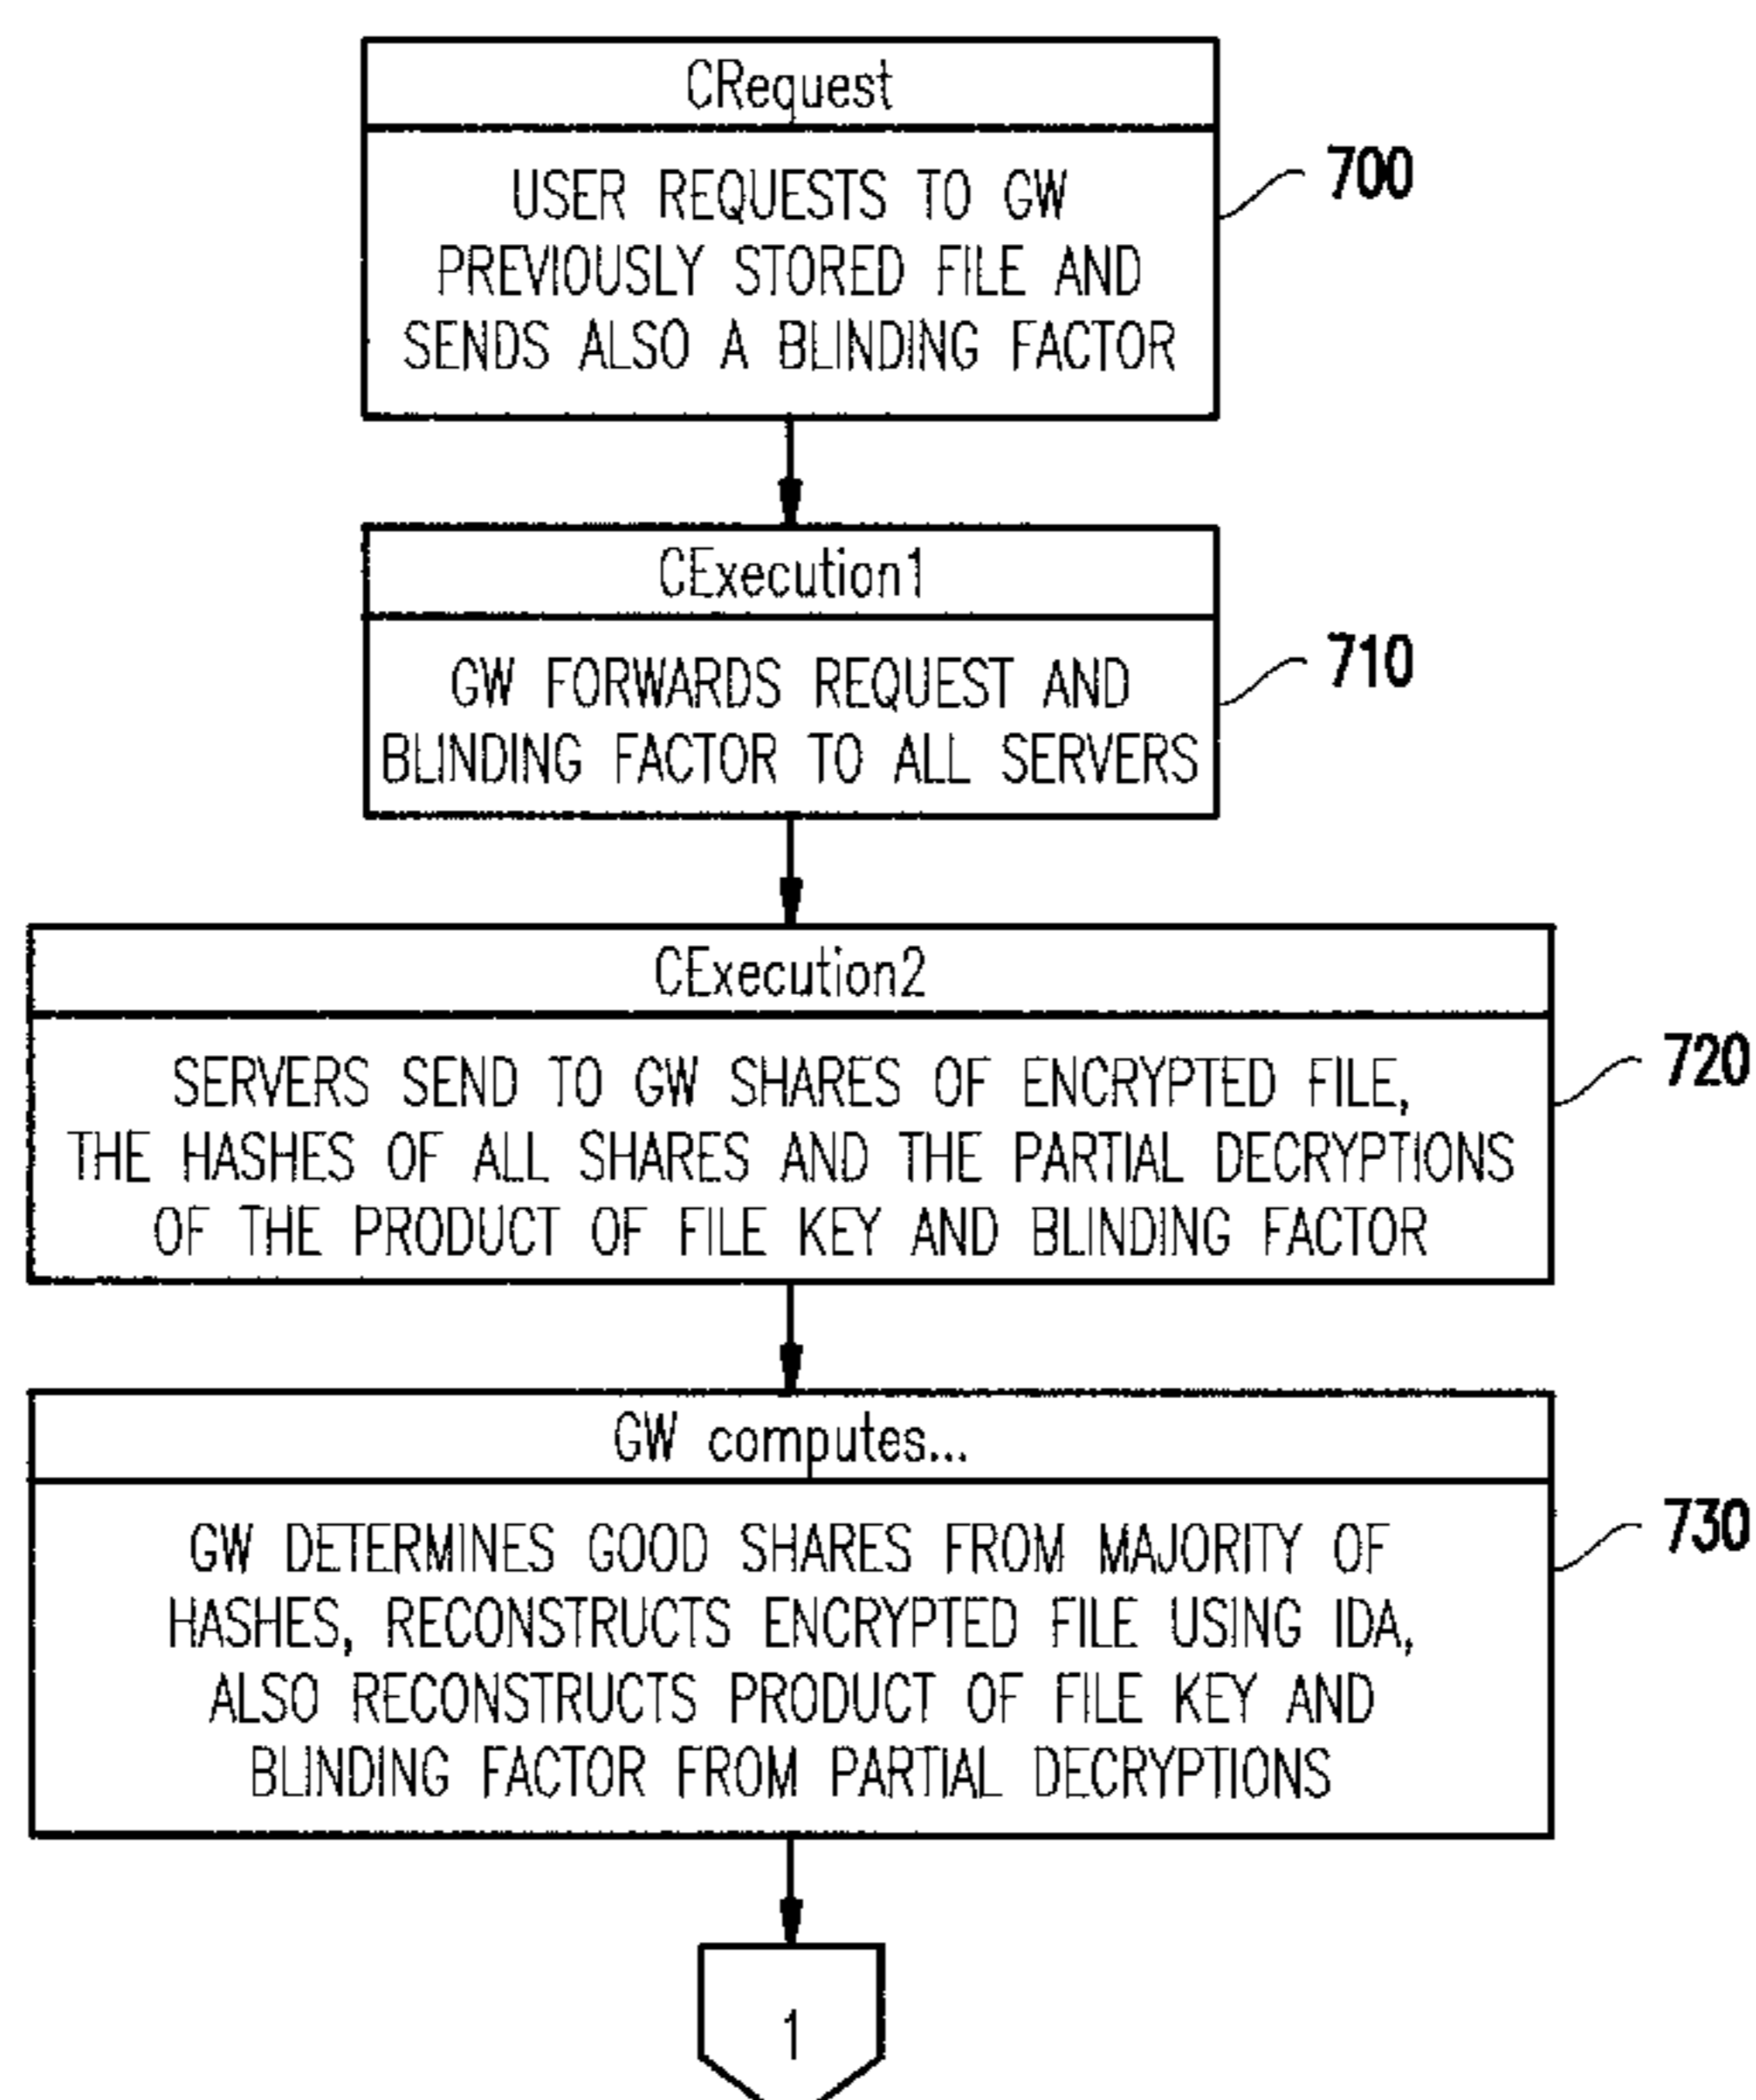 CRequest
USER REQUESTS TO GW
PREVIOUSLY STORED FILE AND
SENDS ALSO A BLINDING FACTOR
700
CExecution1
GW FORWARDS REQUEST AND
BLINDING FACTOR TO ALL SERVERS
710
CExecution2
SERVERS SEND TO GW SHARES OF ENCRYPTED FILE,
THE HASHES OF ALL SHARES AND THE PARTIAL DECRYPTIONS
OF THE PRODUCT OF FILE KEY AND BLINDING FACTOR
720
GW computes...
GW DETERMINES GOOD SHARES FROM MAJORITY OF
HASHES, RECONSTRUCTS ENCRYPTED FILE USING IDA,
ALSO RECONSTRUCTS PRODUCT OF FILE KEY AND
BLINDING FACTOR FROM PARTIAL DECRYPTIONS
730
1